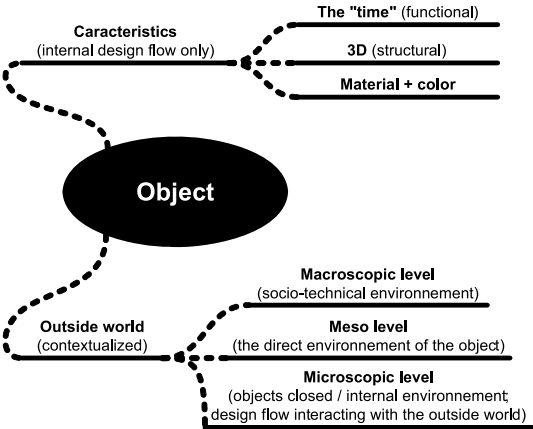 The "time" (functional)
Caracteristics
(internal design flow only)
3D (structural)
Material + color
Object
Macroscopic level
(socio-technical environnement)
Outside world
(contextualized)
Meso level
(the direct environnement of the object)
Microscopic level
(objects closed / internal environnement;
design flow interacting with the outside world)